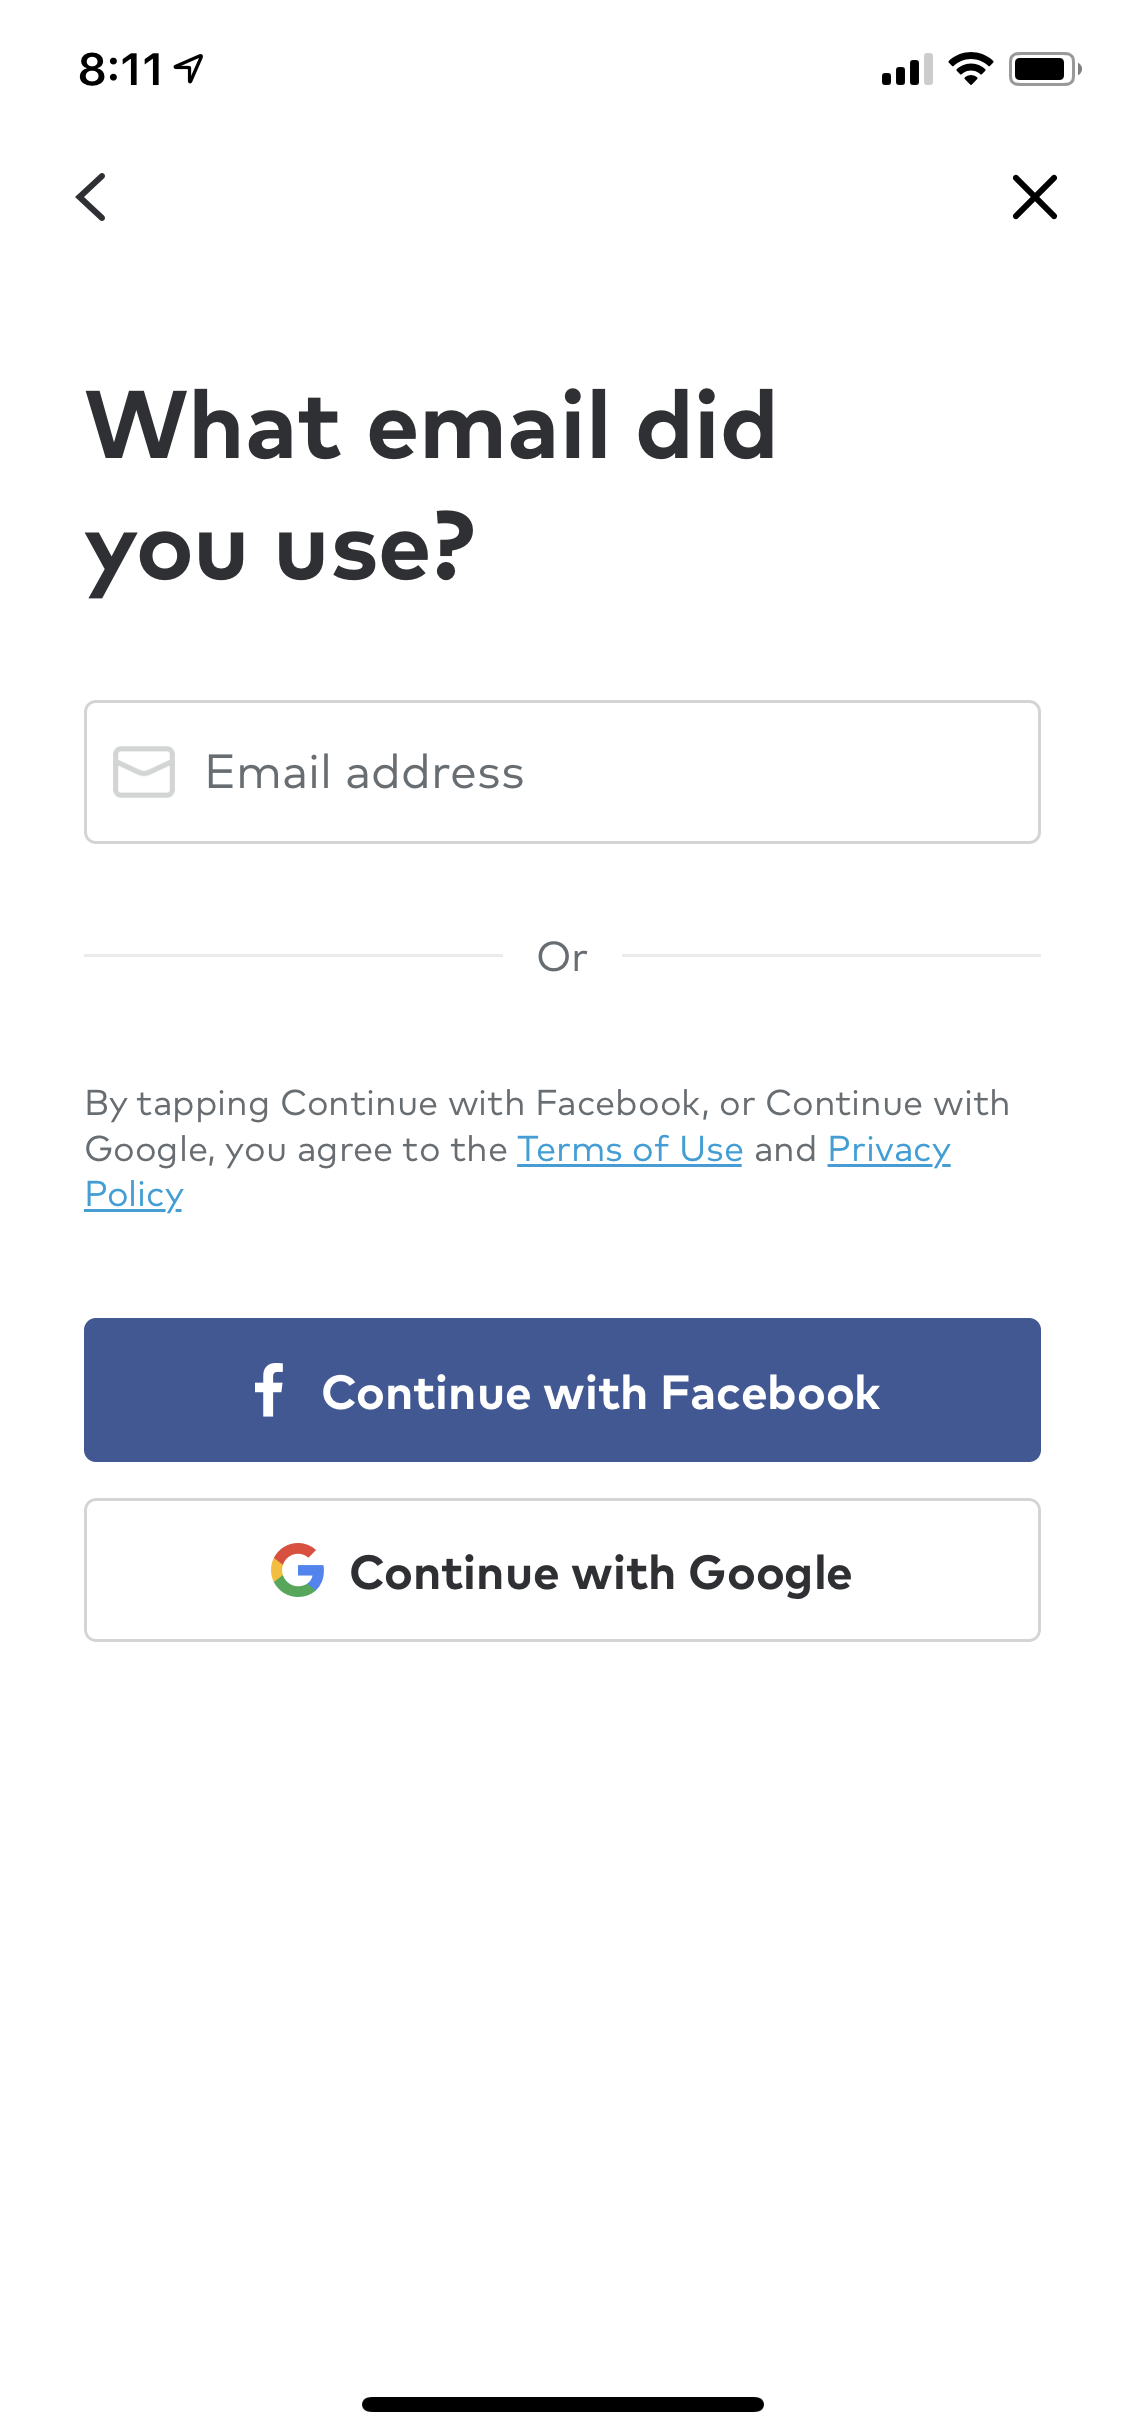 8:11
What email did
you use?
Email address
Or
By tapping Continue with Facebook, or Continue with
Google, you agree to the Terms of Use and Privacy
Policy
Continue with Facebook
Continue with Google